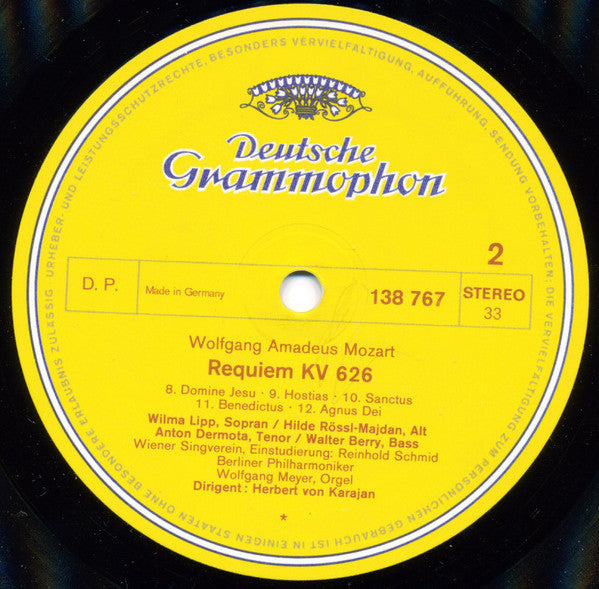 Deutsche
Grammophon
2
D. P.
Made in Germany
138 767
STEREO
33
Wolfgang Amadeus Mozart
Requiem KV 626
8. Domine Jesu · 9. Hostias · 10. Sanctus
11. Benedictus · 12. Agnus Dei
Wilma Lipp, Sopran / Hilde Rössl-Majdan, Alt
Anton Dermota, Tenor / Walter Berry, Bass
Wiener Singverein, Einstudierung: Reinhold Schmid
Berliner Philharmoniker
Wolfgang Meyer, Orgel
Dirigent: Herbert von Karajan
*
URHEBER- UND LEISTUNGSSCHUTZRECHTE, BESONDERS VERVIELFÄLTIGUNG, AUFFÜHRUNG, SENDUNG VORBEHALTEN; DIE VERVIELFÄLTIGUNG ZUM PERSÖNLICHEN GEBRAUCH IST IN EINIGEN STAATEN OHNE BESONDERE ERLAUBNIS ZULÄSSIG ·